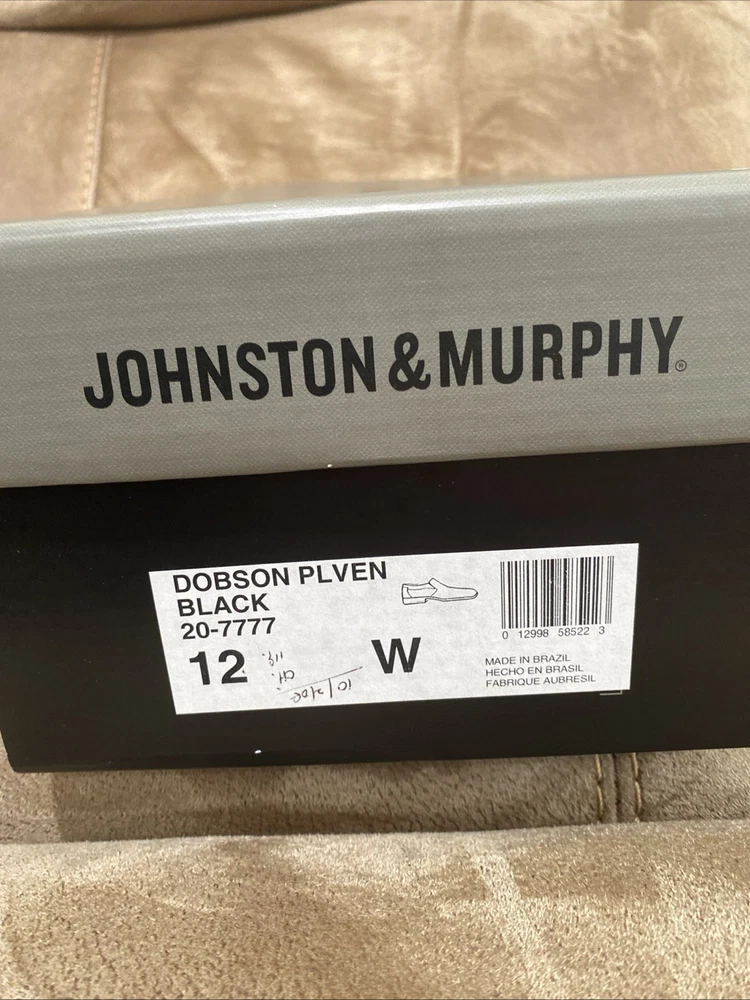 JOHNSTON & MURPHY®
DOBSON PLVEN
BLACK
20-7777
12 W
0 12998 58522 3
MADE IN BRAZIL
HECHO EN BRASIL
FABRIQUE AUBRESIL